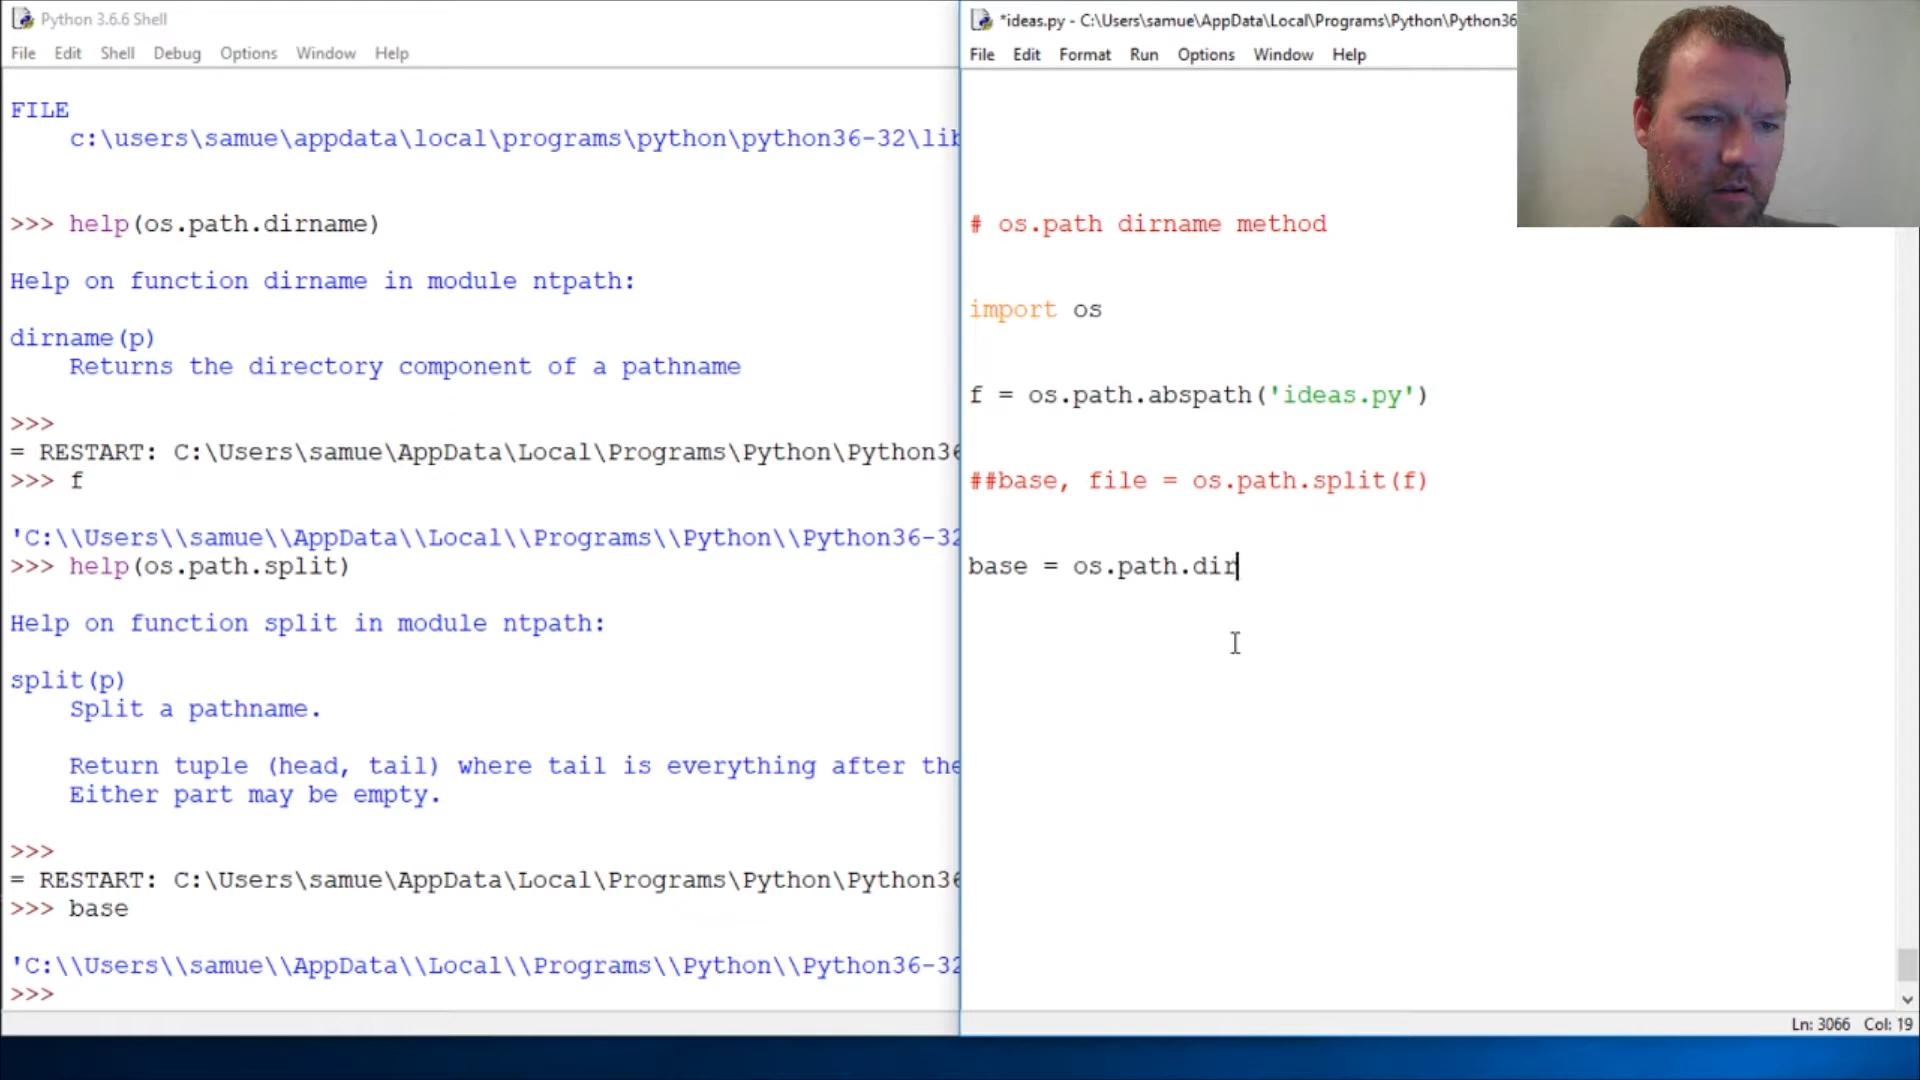 Python 3.6.6 Shell
File Edit Shell Debug Options Window Help
FILE
c:\users\samue\appdata\local\programs\python\python36-32\lib
>>> help(os.path.dirname)
Help on function dirname in module ntpath:
dirname(p)
Returns the directory component of a pathname
>>>
= RESTART: C:\Users\samue\AppData\Local\Programs\Python\Python36
>>> f
'C:\\Users\\samue\\AppData\\Local\\Programs\\Python\\Python36-32
>>> help(os.path.split)
Help on function split in module ntpath:
split(p)
Split a pathname.
Return tuple (head, tail) where tail is everything after the
Either part may be empty.
>>>
= RESTART: C:\Users\samue\AppData\Local\Programs\Python\Python36
>>> base
'C:\\Users\\samue\\AppData\\Local\\Programs\\Python\\Python36-32
>>>
*ideas.py - C:\Users\samue\AppData\Local\Programs\Python\Python36
File Edit Format Run Options Window Help
# os.path dirname method
import os
f = os.path.abspath('ideas.py')
##base, file = os.path.split(f)
base = os.path.dir
Ln: 3066 Col: 19